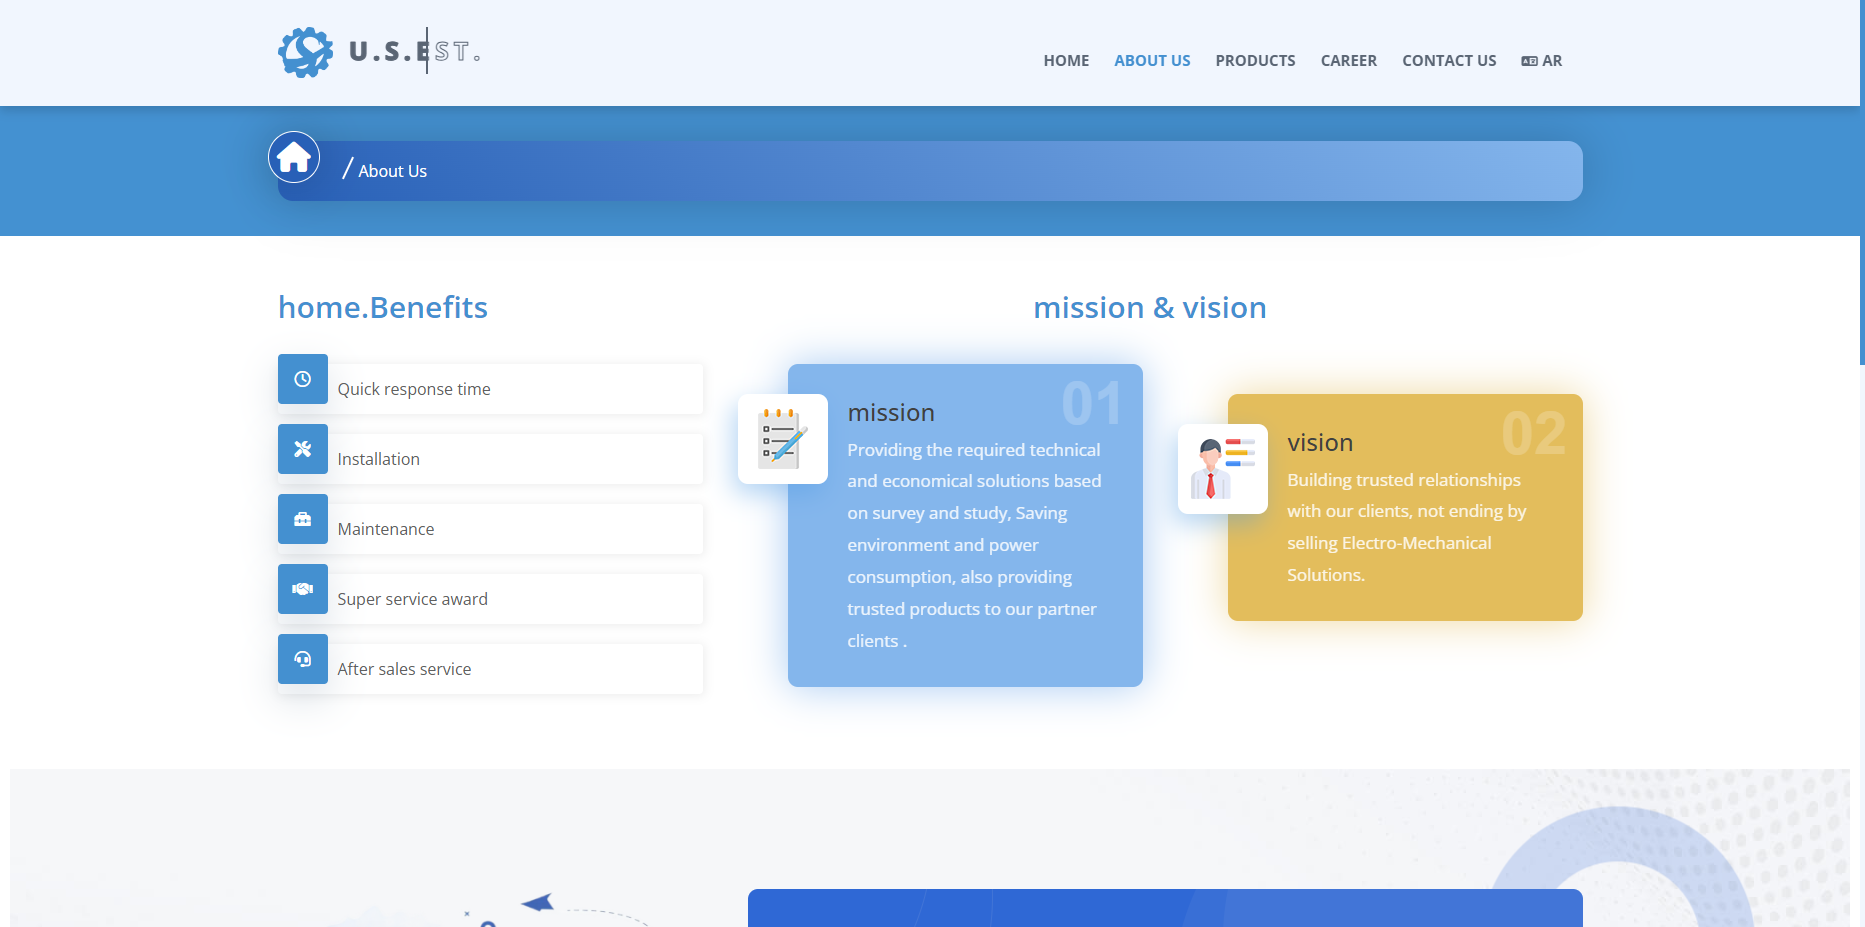 U.S.EST.
HOME ABOUT US PRODUCTS CAREER CONTACT US AR
/ About Us
home.Benefits
Quick response time
Installation
Maintenance
Super service award
After sales service
mission & vision
01
mission
Providing the required technical
and economical solutions based
on survey and study, Saving
environment and power
consumption, also providing
trusted products to our partner
clients .
02
vision
Building trusted relationships
with our clients, not ending by
selling Electro-Mechanical
Solutions.